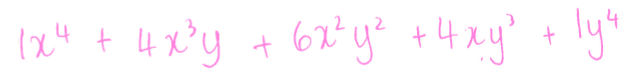 1x⁴ + 4x³y + 6x²y² + 4xy³ + 1y⁴